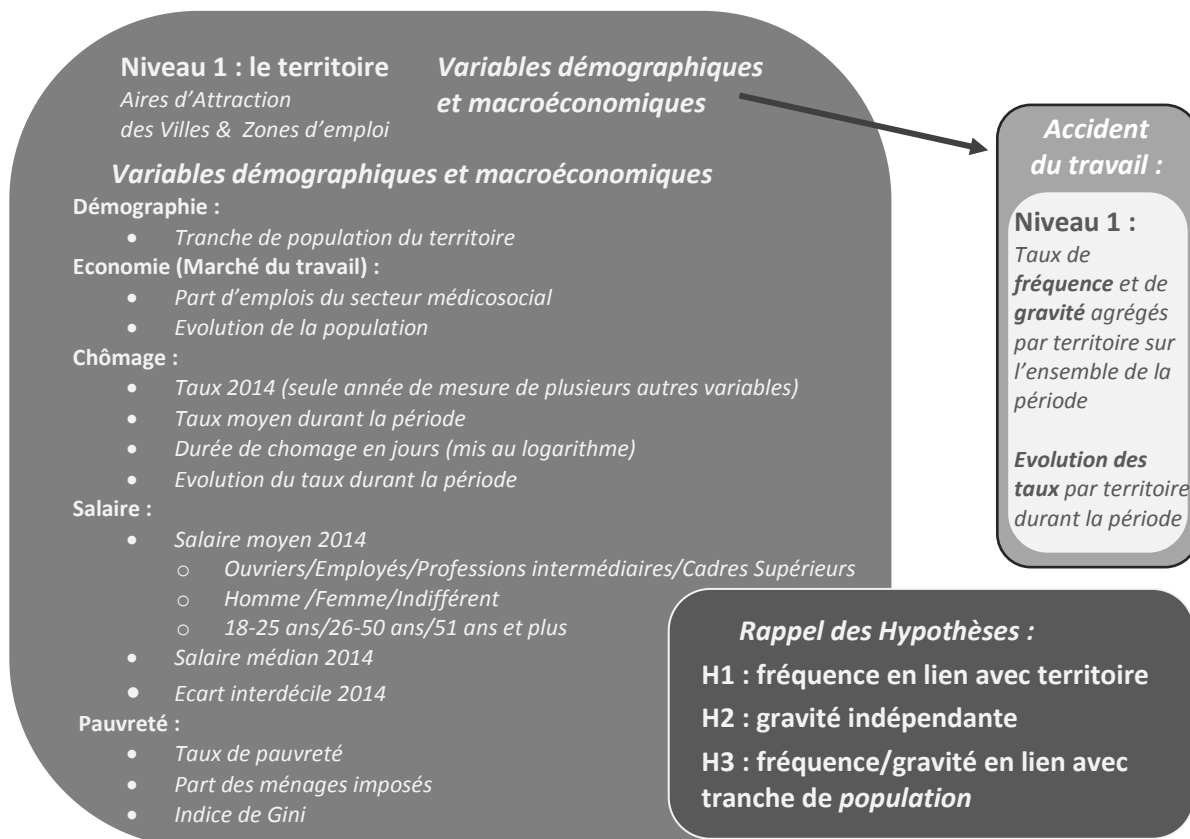 Niveau 1 : le territoire
Aires d’Attraction
des Villes & Zones d’emploi
Variables démographiques
et macroéconomiques
Variables démographiques et macroéconomiques
Démographie :
• Tranche de population du territoire
Economie (Marché du travail) :
• Part d’emplois du secteur médicosocial
• Evolution de la population
Chômage :
• Taux 2014 (seule année de mesure de plusieurs autres variables)
• Taux moyen durant la période
• Durée de chomage en jours (mis au logarithme)
• Evolution du taux durant la période
Salaire :
• Salaire moyen 2014
o Ouvriers/Employés/Professions intermédiaires/Cadres Supérieurs
o Homme /Femme/Indifférent
o 18-25 ans/26-50 ans/51 ans et plus
• Salaire médian 2014
• Ecart interdécile 2014
Pauvreté :
• Taux de pauvreté
• Part des ménages imposés
• Indice de Gini
Accident
du travail :
Niveau 1 :
Taux de
fréquence et de
gravité agrégés
par territoire sur
l’ensemble de la
période
Evolution des
taux par territoire
durant la période
Rappel des Hypothèses :
H1 : fréquence en lien avec territoire
H2 : gravité indépendante
H3 : fréquence/gravité en lien avec
tranche de population